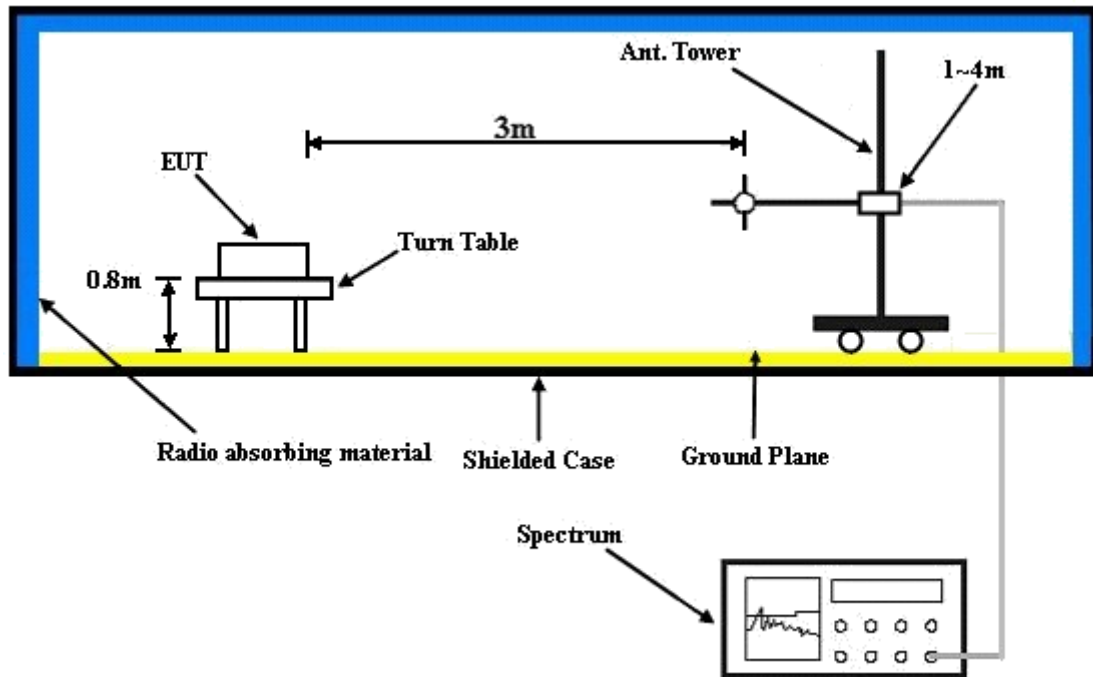 Ant. Tower
1~4m
3m
EUT
Turn Table
0.8m
Radio absorbing material
Shielded Case
Ground Plane
Spectrum